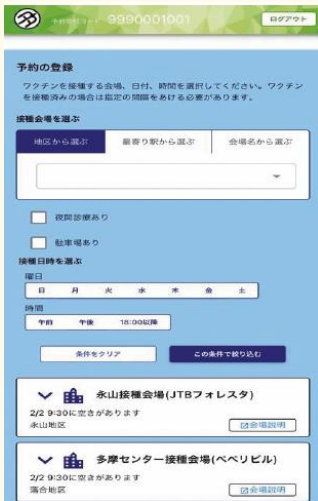 予約受付コード 9990001001 ログアウト
予約の登録
ワクチンを接種する会場、日付、時間を選択してください。ワクチン
を接種済みの場合は指定の間隔をあける必要があります。
接種会場を選ぶ
地区から選ぶ 最寄り駅から選ぶ 会場名から選ぶ
夜間診療あり
駐車場あり
接種日時を選ぶ
曜日
日 月 火 水 木 金 土
時間
午前 午後 18:00以降
条件をクリア この条件で絞り込む
永山接種会場(JTBフォレスタ)
2/2 9:30に空きがあります
永山地区 会場説明
多摩センター接種会場(ベペリビル)
2/2 9:30に空きがあります
落合地区 会場説明